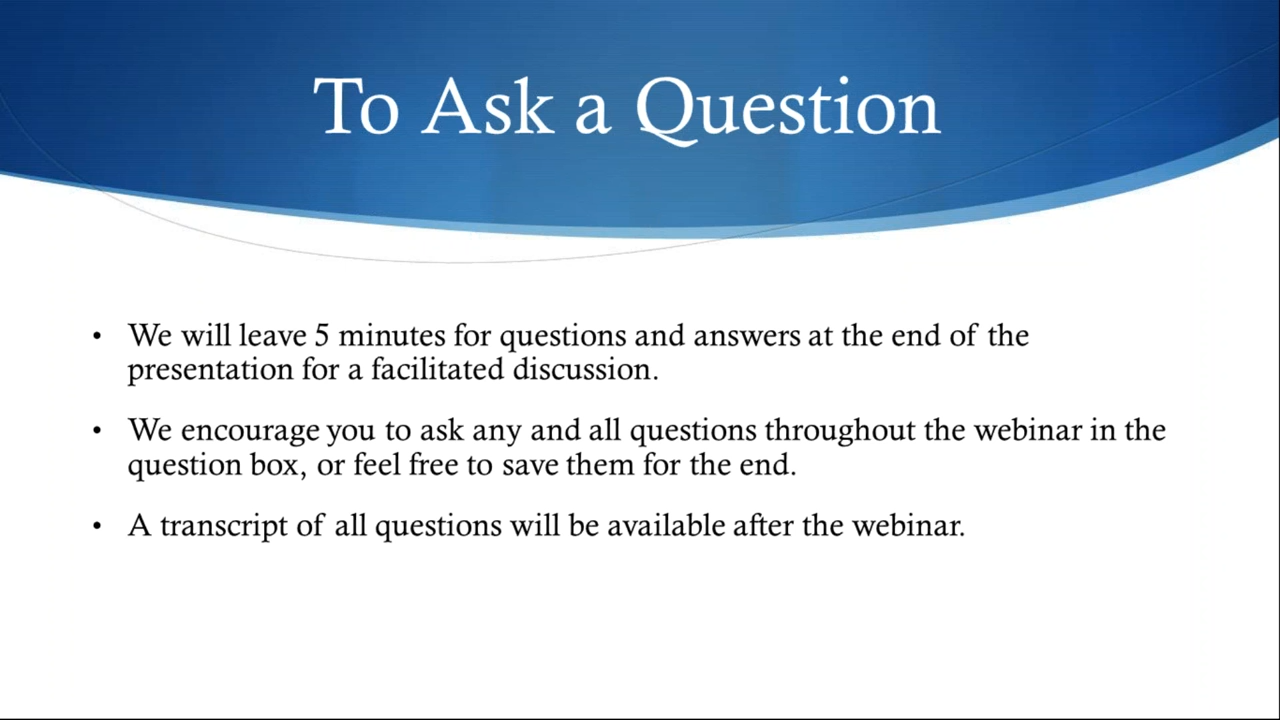 To Ask a Question
• We will leave 5 minutes for questions and answers at the end of the
presentation for a facilitated discussion.
• We encourage you to ask any and all questions throughout the webinar in the
question box, or feel free to save them for the end.
• A transcript of all questions will be available after the webinar.